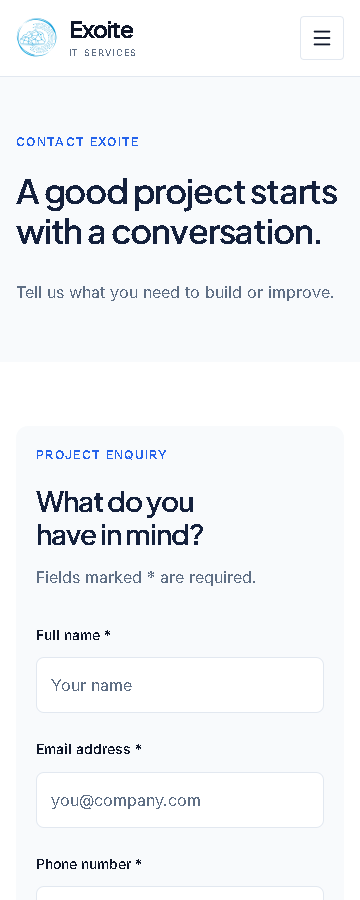 Exoite
IT SERVICES
CONTACT EXOITE
A good project starts
with a conversation.
Tell us what you need to build or improve.
PROJECT ENQUIRY
What do you
have in mind?
Fields marked * are required.
Full name *
Your name
Email address *
you@company.com
Phone number *